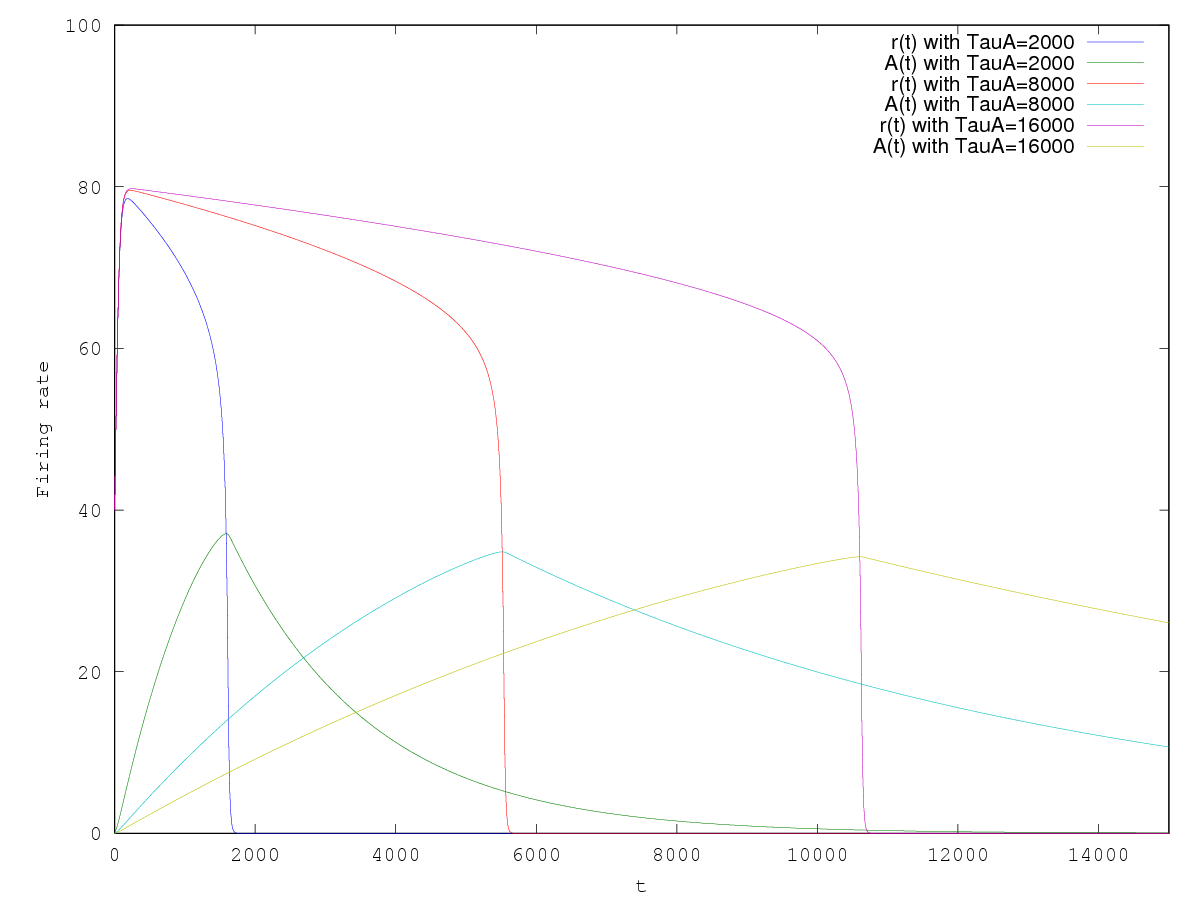 100
80
60
40
20
0
Firing rate
r(t) with TauA=2000
A(t) with TauA=2000
r(t) with TauA=8000
A(t) with TauA=8000
r(t) with TauA=16000
A(t) with TauA=16000
0 2000 4000 6000 8000 10000 12000 14000
t